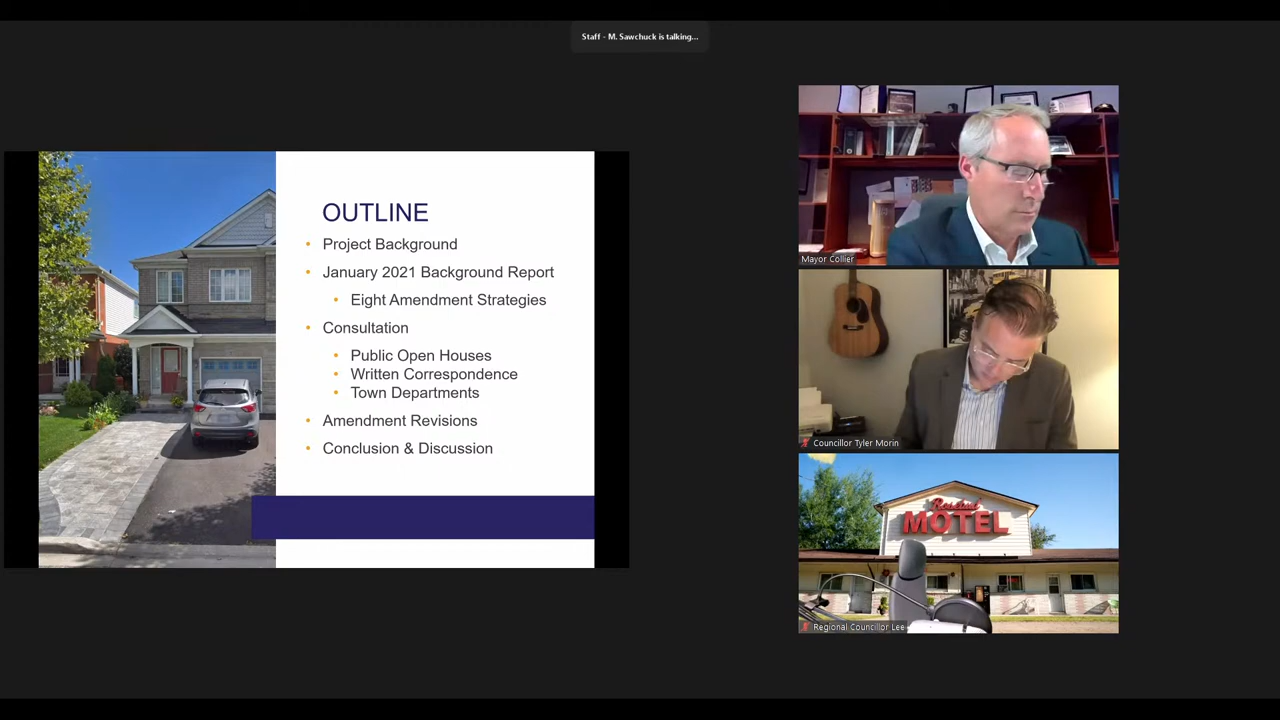 Staff - M. Sawchuck is talking...
OUTLINE
• Project Background
• January 2021 Background Report
• Eight Amendment Strategies
• Consultation
• Public Open Houses
• Written Correspondence
• Town Departments
• Amendment Revisions
• Conclusion & Discussion
Mayor Collier
Councillor Tyler Morin
Rosebud
MOTEL
Regional Councillor Lee